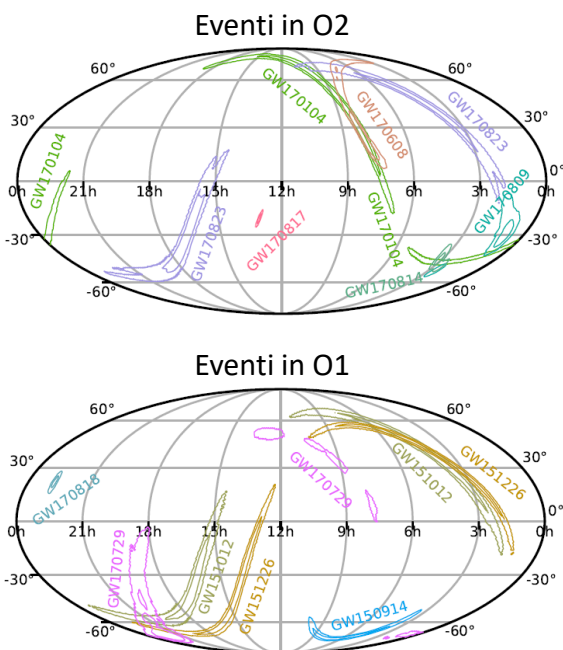 Eventi in O2
60°
60°
GW170104
GW170608
GW170823
30°
30°
GW170104
GW170809
0°
0h
21h
18h
15h
12h
9h
6h
3h
0h
GW170823
GW170817
GW170104
-30°
-30°
GW170814
-60°
-60°
Eventi in O1
60°
60°
GW170729
GW151012
GW151226
30°
30°
GW170818
0°
0h
21h
18h
15h
12h
9h
6h
3h
0h
GW170729
GW151012
GW151226
-30°
-30°
GW150914
-60°
-60°